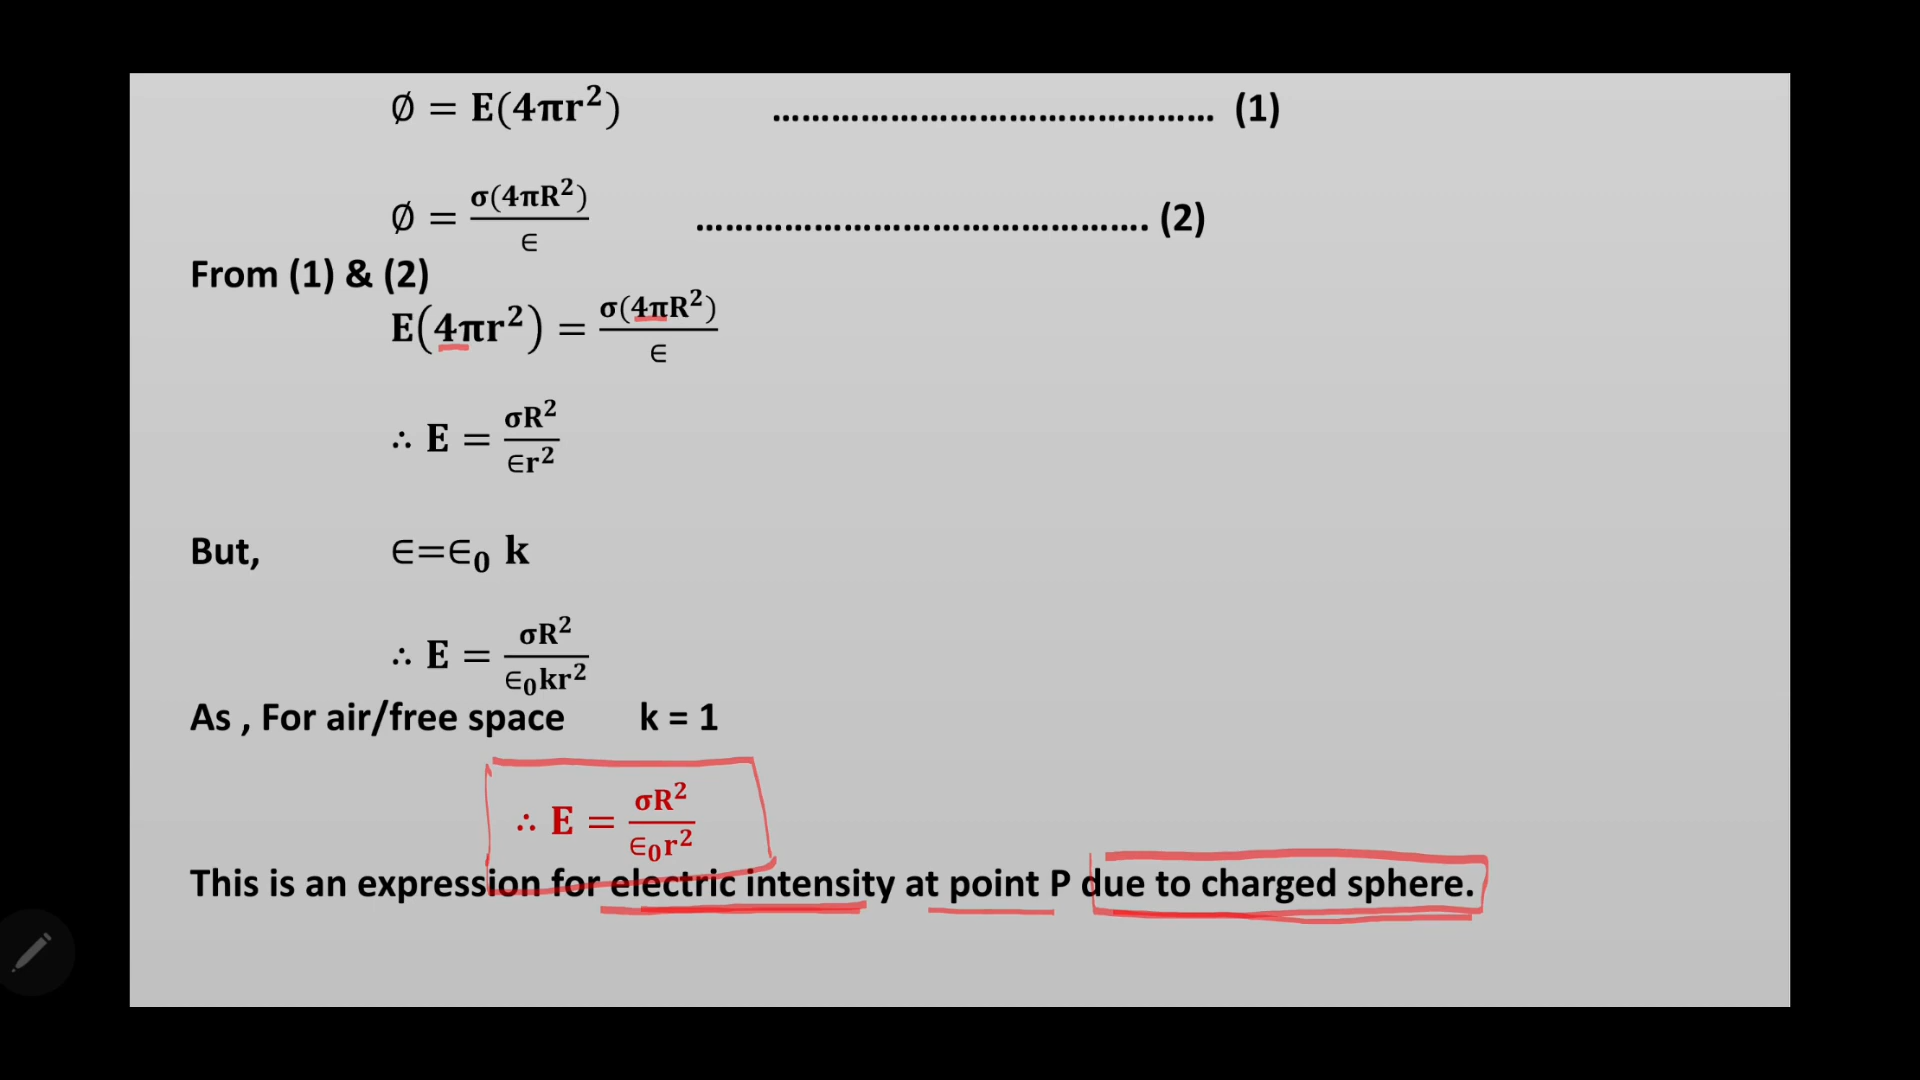 ∅ = E(4πr²) ........................................... (1)
∅ = σ(4πR²)/∈ ............................................ (2)
From (1) & (2)
E(4πr²) = σ(4πR²)/∈
∴ E = σR²/∈r²
But, ∈=∈₀ k
∴ E = σR²/∈₀kr²
As , For air/free space k = 1
∴ E = σR²/∈₀r²
This is an expression for electric intensity at point P due to charged sphere.